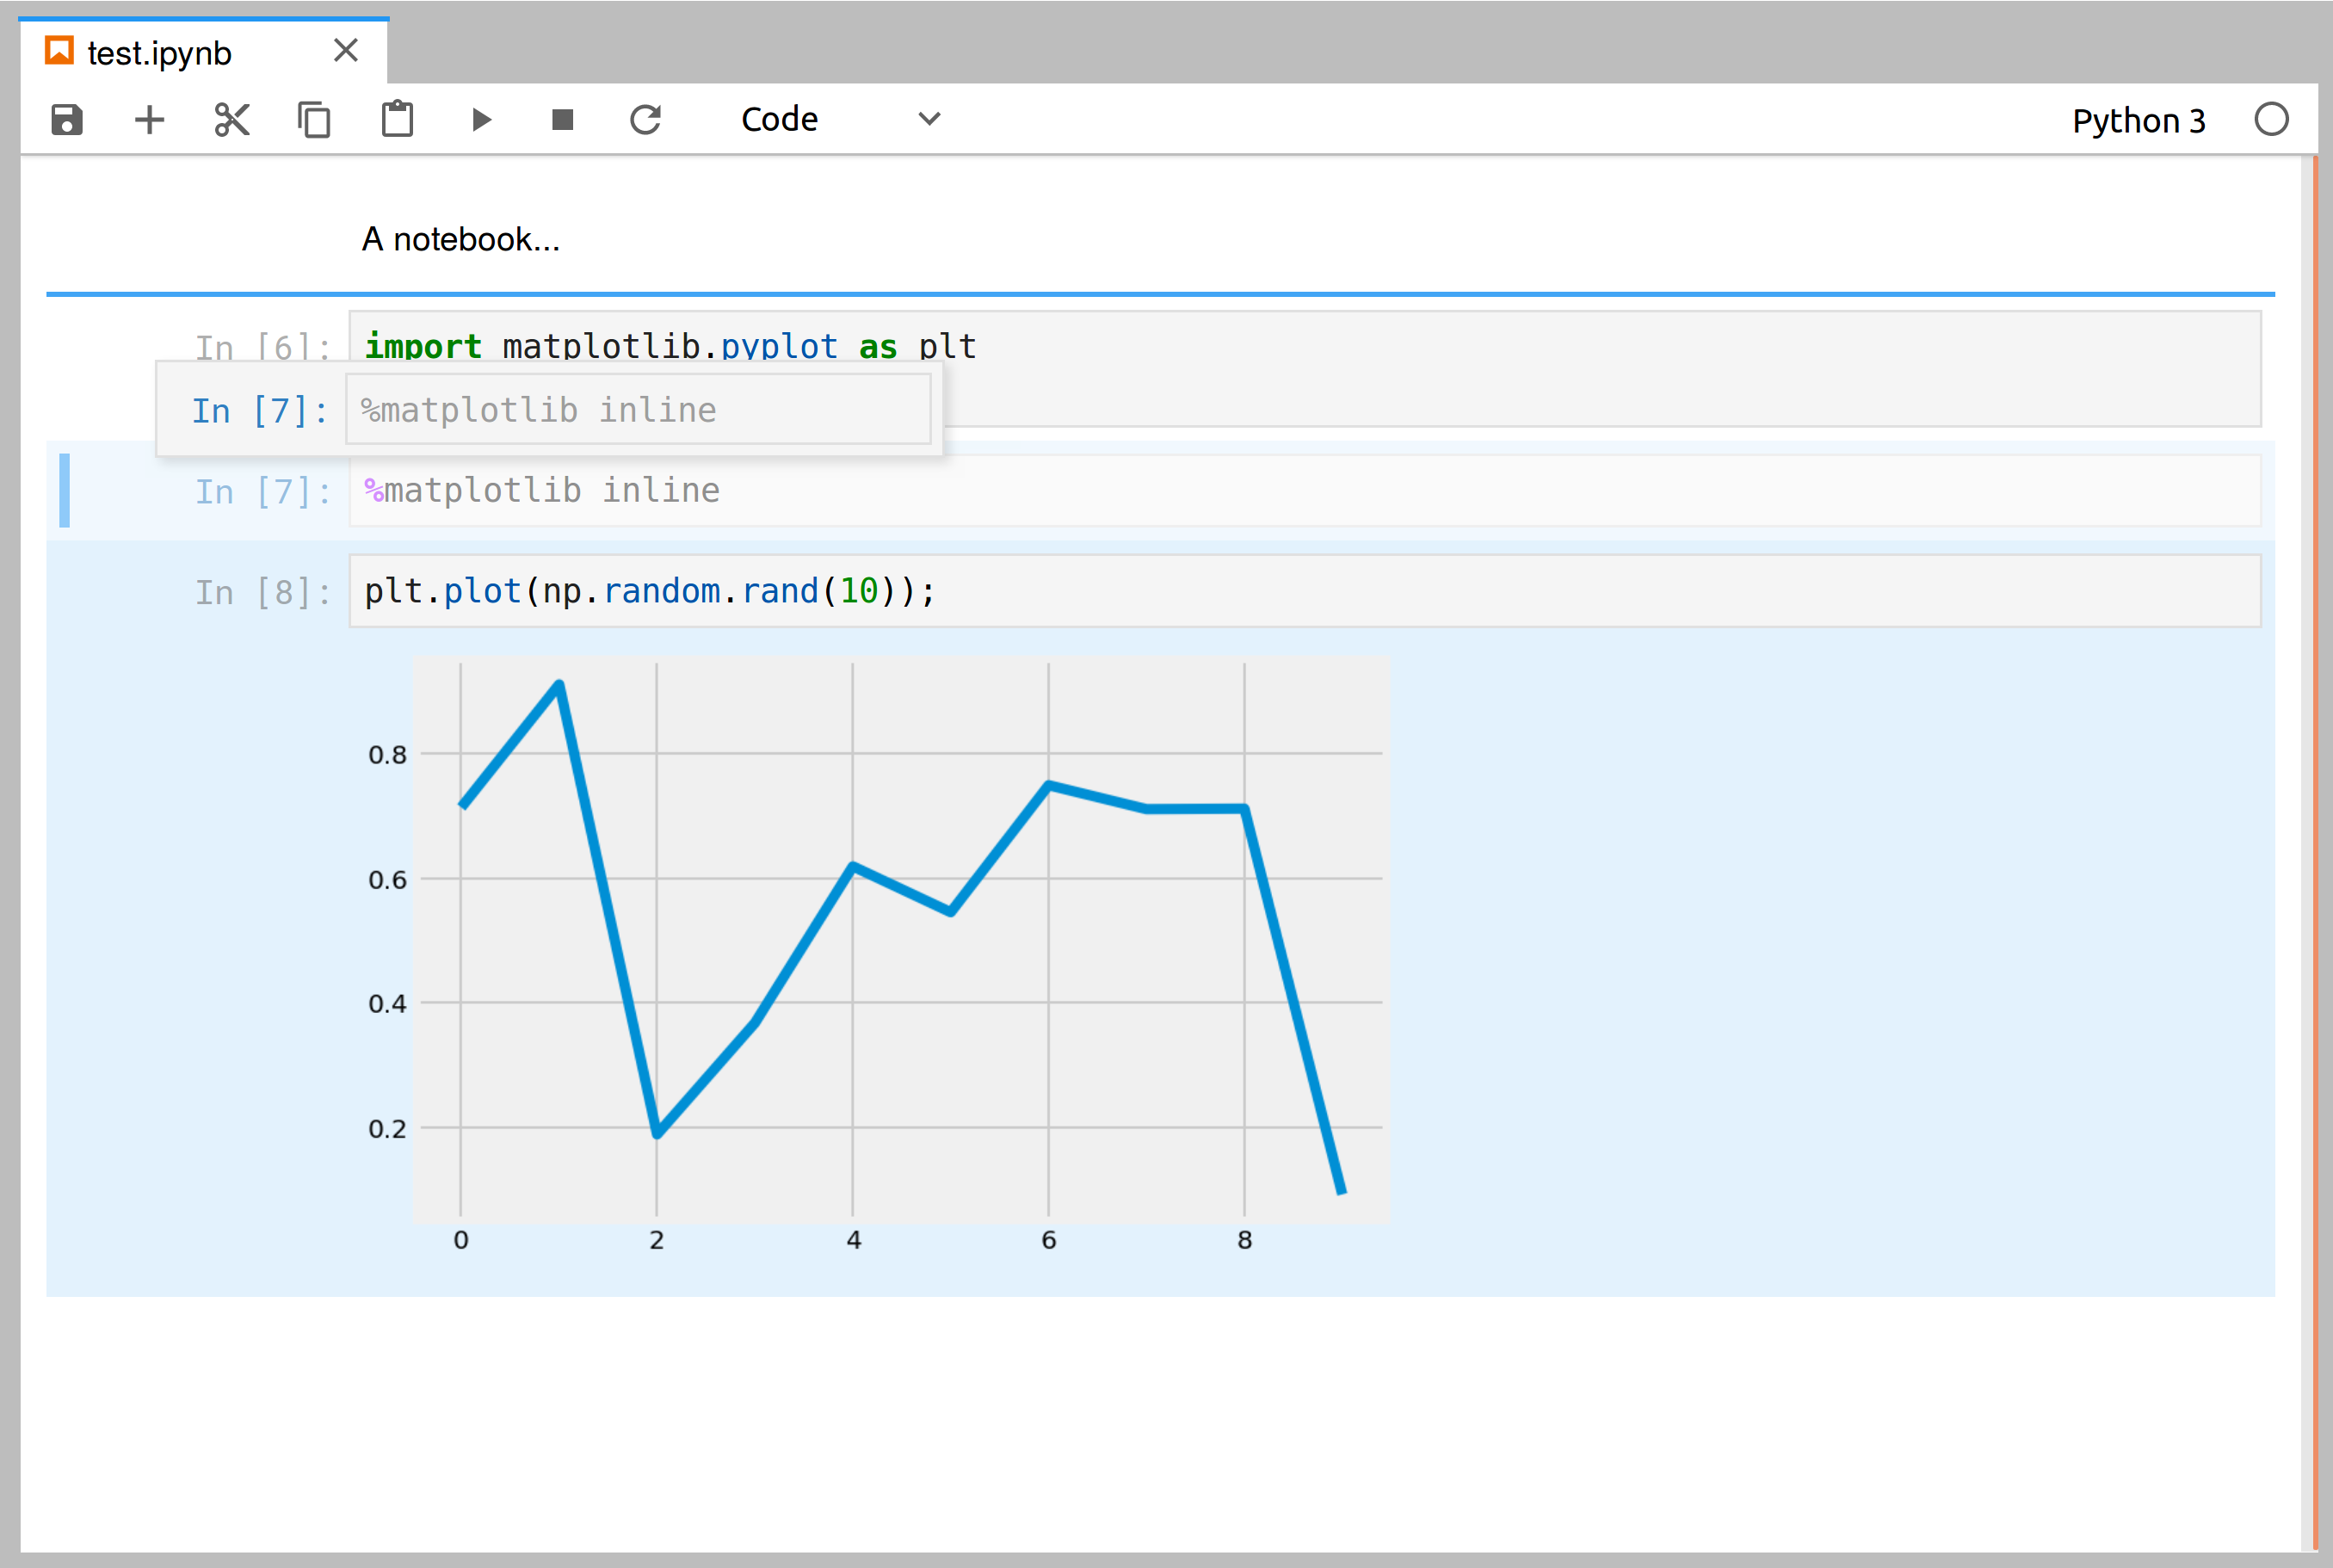 test.ipynb
Code
Python 3
A notebook...
In [6]:
import matplotlib.pyplot as plt
In [7]:
%matplotlib inline
In [7]:
%matplotlib inline
In [8]:
plt.plot(np.random.rand(10));
0.8
0.6
0.4
0.2
0 2 4 6 8